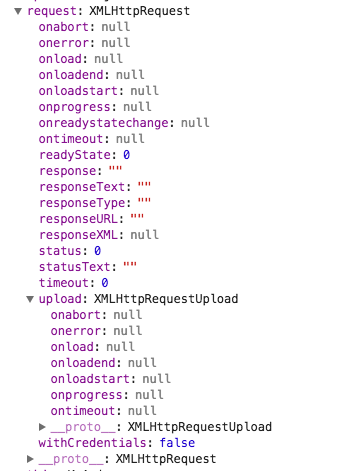 ▼ request: XMLHttpRequest
onabort: null
onerror: null
onload: null
onloadend: null
onloadstart: null
onprogress: null
onreadystatechange: null
ontimeout: null
readyState: 0
response: ""
responseText: ""
responseType: ""
responseURL: ""
responseXML: null
status: 0
statusText: ""
timeout: 0
▼ upload: XMLHttpRequestUpload
onabort: null
onerror: null
onload: null
onloadend: null
onloadstart: null
onprogress: null
ontimeout: null
▶ __proto__: XMLHttpRequestUpload
withCredentials: false
▶ __proto__: XMLHttpRequest